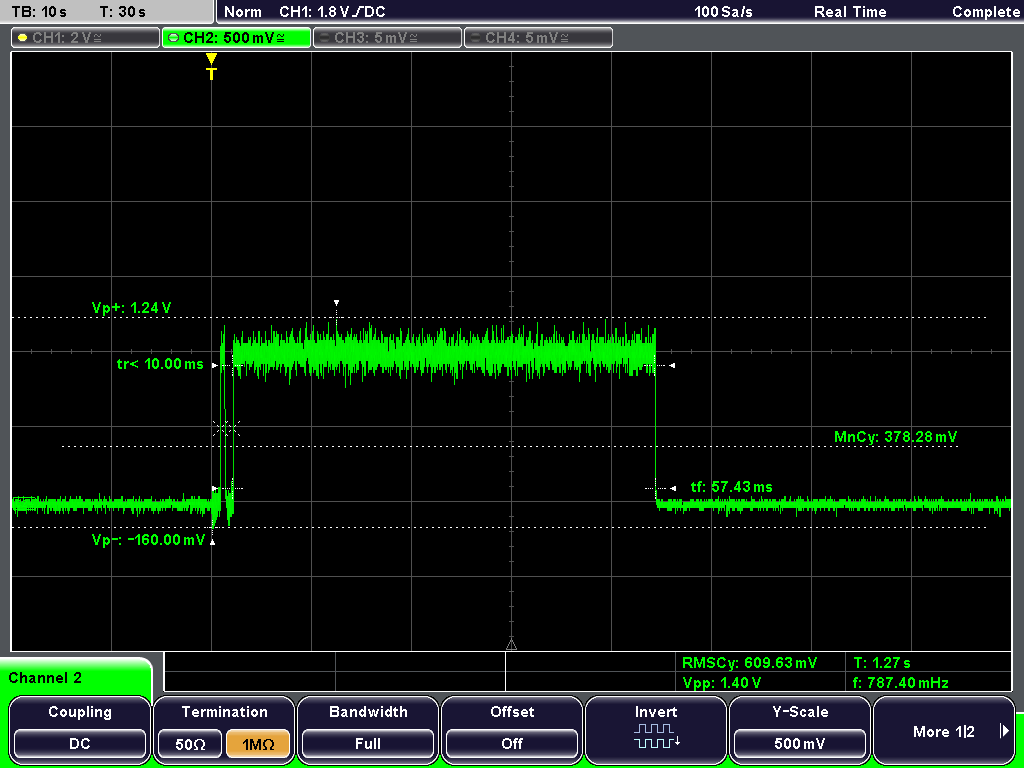 TB: 10 s T: 30 s Norm CH1: 1.8 V / DC 100 Sa/s Real Time Complete
CH1: 2 V CH2: 500 mV CH3: 5 mV CH4: 5 mV
T
Vp+: 1.24 V
tr< 10.00 ms
MnCy: 378.28 mV
tf: 57.43 ms
Vp-: -160.00 mV
RMSCy: 609.63 mV T: 1.27 s
Vpp: 1.40 V f: 787.40 mHz
Channel 2
Coupling Termination Bandwidth Offset Invert Y-Scale
DC 50Ω 1MΩ Full Off 500 mV More 1|2